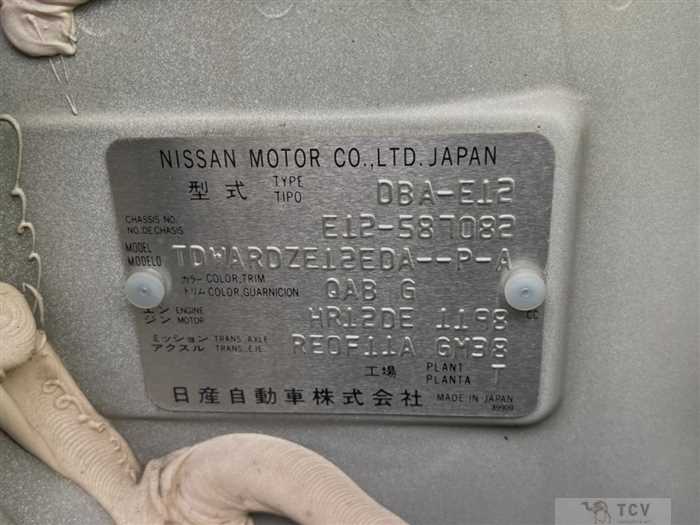 NISSAN MOTOR CO.,LTD. JAPAN
型式 TYPE TIPO DBA-E12
CHASSIS NO. NO.DE CHASIS E12-587082
MODEL MODELO TDWARDZE12EDA--P-A
カラー COLOR,TRIM
トリム COLOR,GUARNICION QAB G
エンジン ENGINE MOTOR HR12DE 1198 CC
ミッション TRANS. AXLE
アクスル TRANS. EJE. RE0F11A GM38
工場 PLANT PLANTA T
日産自動車株式会社 MADE IN JAPAN
TCV